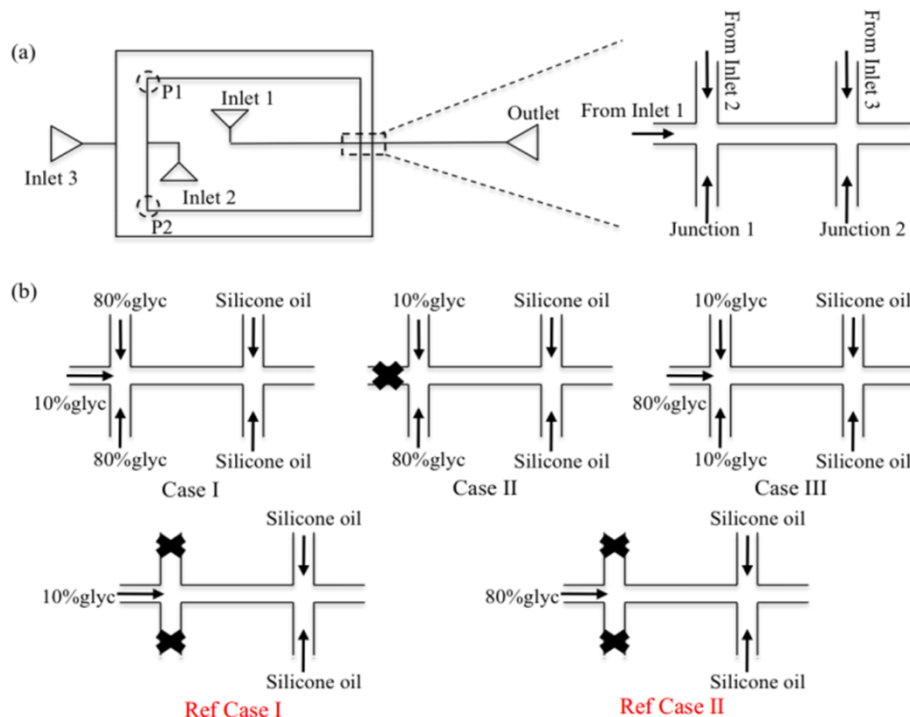 (a)
P1
Inlet 1
Outlet
Inlet 3
Inlet 2
P2
From Inlet 1
From Inlet 2
From Inlet 3
Junction 1
Junction 2
(b)
80%glyc
Silicone oil
10%glyc
80%glyc
Silicone oil
Case I
10%glyc
Silicone oil
80%glyc
Silicone oil
Case II
10%glyc
Silicone oil
80%glyc
10%glyc
Silicone oil
Case III
Silicone oil
10%glyc
Silicone oil
Ref Case I
Silicone oil
80%glyc
Silicone oil
Ref Case II